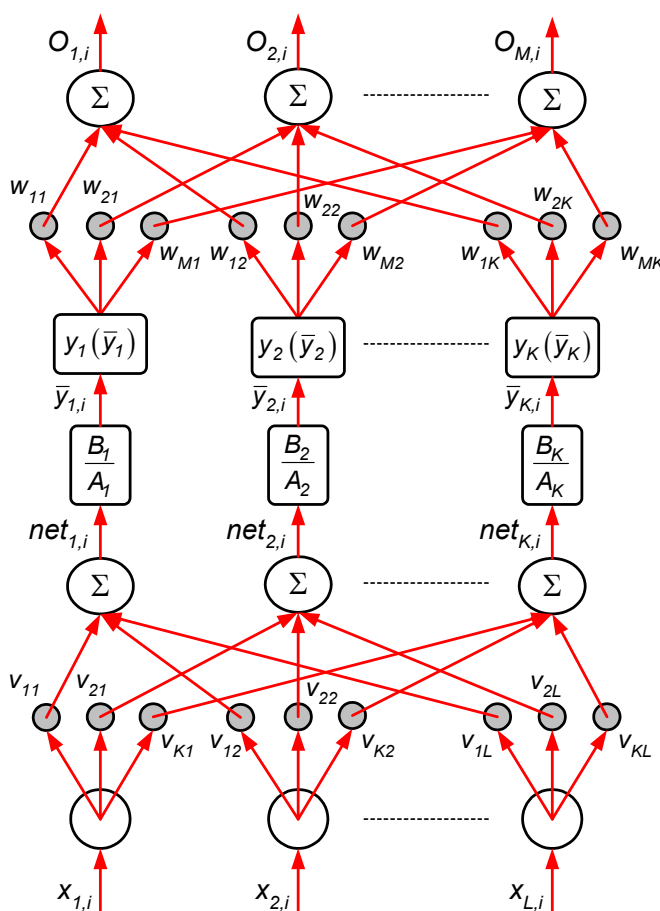 O1,i O2,i OM,i
Σ Σ Σ
w11 w21 w22 w2K
wM1 w12 wM2 w1K wMK
y1(ȳ1) y2(ȳ2) yK(ȳK)
ȳ1,i ȳ2,i ȳK,i
B1 B2 BK
A1 A2 AK
net1,i net2,i netK,i
Σ Σ Σ
v11 v21 v22 v2L
vK1 v12 vK2 v1L vKL
x1,i x2,i xL,i